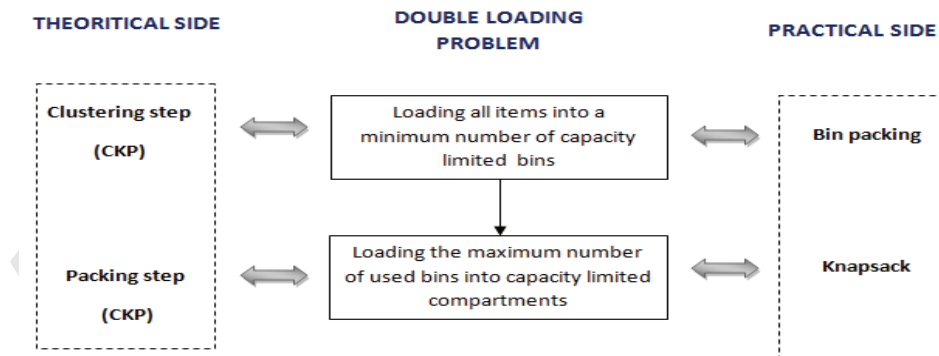 THEORITICAL SIDE
DOUBLE LOADING
PROBLEM
PRACTICAL SIDE
Clustering step
(CKP)
Loading all items into a
minimum number of capacity
limited bins
Bin packing
Packing step
(CKP)
Loading the maximum number
of used bins into capacity limited
compartments
Knapsack